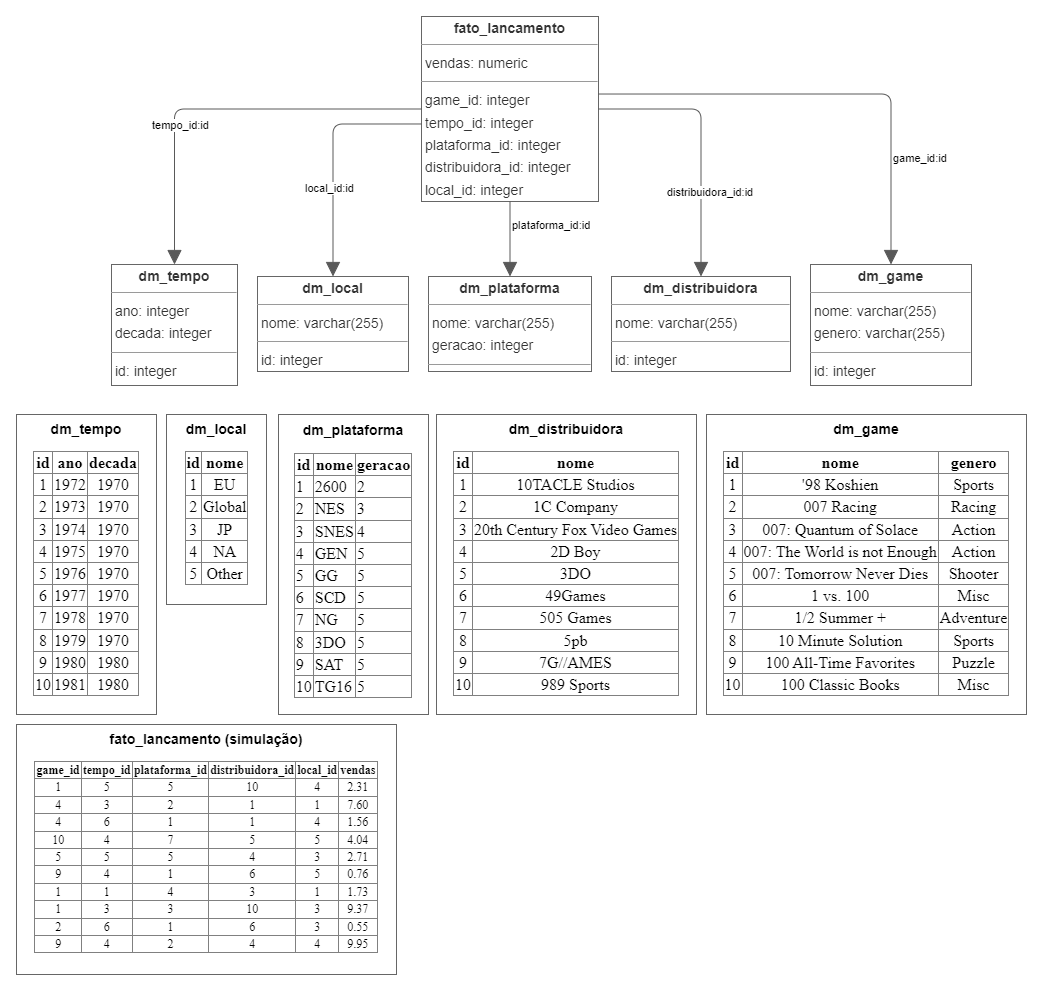 fato_lancamento
vendas: numeric
game_id: integer
tempo_id: integer
plataforma_id: integer
distribuidora_id: integer
local_id: integer
tempo_id:id
local_id:id
plataforma_id:id
distribuidora_id:id
game_id:id
dm_tempo
ano: integer
decada: integer
id: integer
dm_local
nome: varchar(255)
id: integer
dm_plataforma
nome: varchar(255)
geracao: integer
dm_distribuidora
nome: varchar(255)
id: integer
dm_game
nome: varchar(255)
genero: varchar(255)
id: integer
dm_tempo
id ano decada
1 1972 1970
2 1973 1970
3 1974 1970
4 1975 1970
5 1976 1970
6 1977 1970
7 1978 1970
8 1979 1970
9 1980 1980
10 1981 1980
dm_local
id nome
1 EU
2 Global
3 JP
4 NA
5 Other
dm_plataforma
id nome geracao
1 2600 2
2 NES 3
3 SNES 4
4 GEN 5
5 GG 5
6 SCD 5
7 NG 5
8 3DO 5
9 SAT 5
10 TG16 5
dm_distribuidora
id nome
1 10TACLE Studios
2 1C Company
3 20th Century Fox Video Games
4 2D Boy
5 3DO
6 49Games
7 505 Games
8 5pb
9 7G//AMES
10 989 Sports
dm_game
id nome genero
1 '98 Koshien Sports
2 007 Racing Racing
3 007: Quantum of Solace Action
4 007: The World is not Enough Action
5 007: Tomorrow Never Dies Shooter
6 1 vs. 100 Misc
7 1/2 Summer + Adventure
8 10 Minute Solution Sports
9 100 All-Time Favorites Puzzle
10 100 Classic Books Misc
fato_lancamento (simulação)
game_id tempo_id plataforma_id distribuidora_id local_id vendas
1 5 5 10 4 2.31
4 3 2 1 1 7.60
4 6 1 1 4 1.56
10 4 7 5 5 4.04
5 5 5 4 3 2.71
9 4 1 6 5 0.76
1 1 4 3 1 1.73
1 3 3 10 3 9.37
2 6 1 6 3 0.55
9 4 2 4 4 9.95